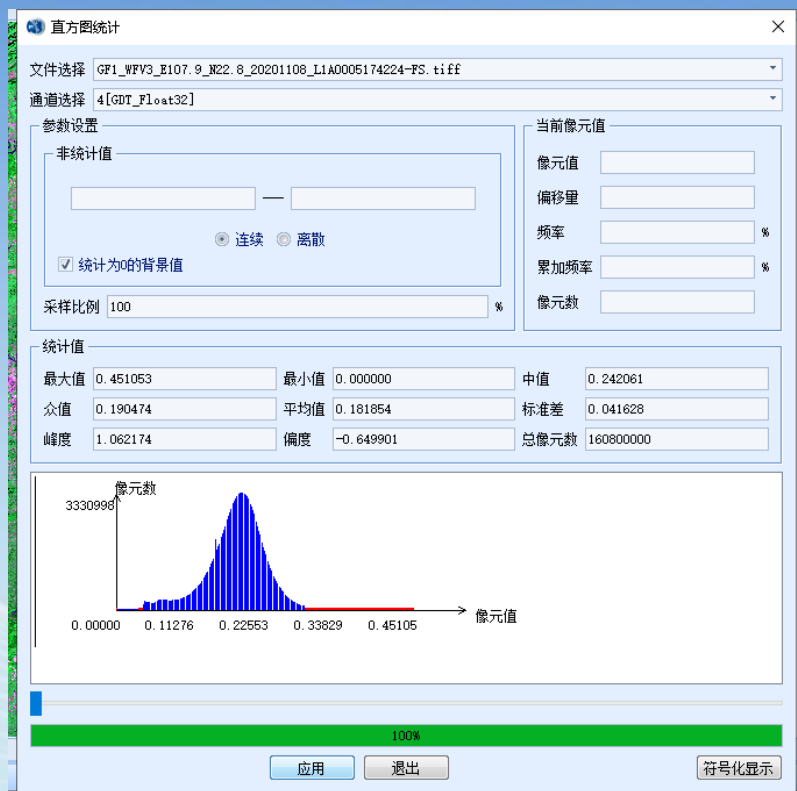 直方图统计
文件选择 GF1_WFV3_E107.9_N22.8_20201108_L1A0005174224-FS.tiff
通道选择 4[GDT_Float32]
参数设置
非统计值
—
连续 离散
统计为0的背景值
采样比例 100 %
当前像元值
像元值
偏移量
频率 %
累加频率 %
像元数
统计值
最大值 0.451053 最小值 0.000000 中值 0.242061
众值 0.190474 平均值 0.181854 标准差 0.041628
峰度 1.062174 偏度 -0.649901 总像元数 160800000
像元数
3330998
像元值
0.00000 0.11276 0.22553 0.33829 0.45105
100%
应用 退出 符号化显示